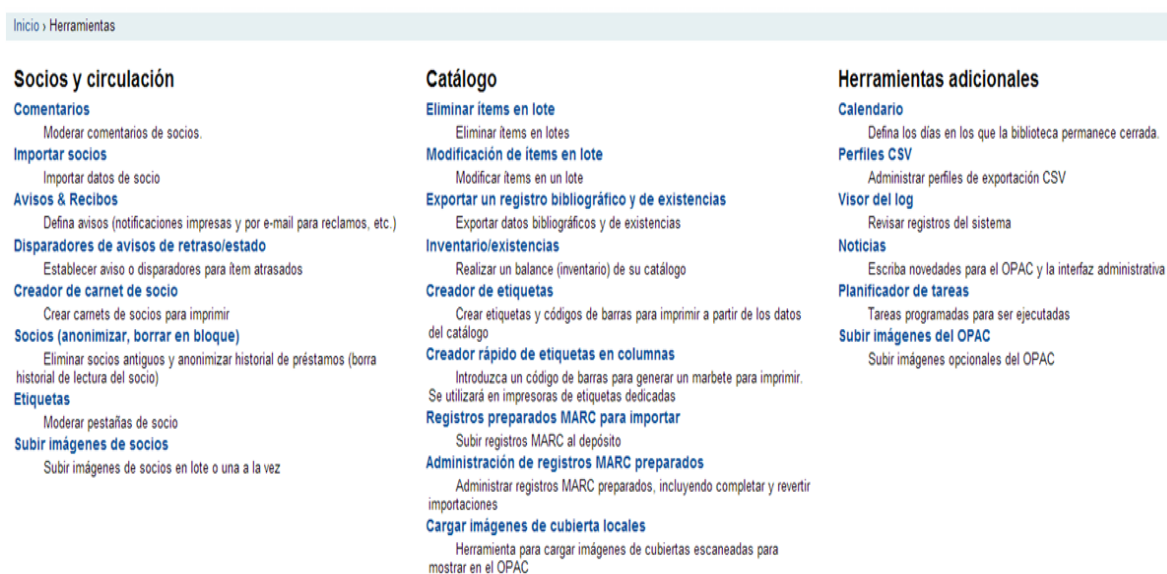 Inicio › Herramientas
Socios y circulación
Comentarios
Moderar comentarios de socios.
Importar socios
Importar datos de socio
Avisos & Recibos
Defina avisos (notificaciones impresas y por e-mail para reclamos, etc.)
Disparadores de avisos de retraso/estado
Establecer aviso o disparadores para ítem atrasados
Creador de carnet de socio
Crear carnets de socios para imprimir
Socios (anonimizar, borrar en bloque)
Eliminar socios antiguos y anonimizar historial de préstamos (borra
historial de lectura del socio)
Etiquetas
Moderar pestañas de socio
Subir imágenes de socios
Subir imágenes de socios en lote o una a la vez
Catálogo
Eliminar ítems en lote
Eliminar ítems en lotes
Modificación de ítems en lote
Modificar ítems en un lote
Exportar un registro bibliográfico y de existencias
Exportar datos bibliográficos y de existencias
Inventario/existencias
Realizar un balance (inventario) de su catálogo
Creador de etiquetas
Crear etiquetas y códigos de barras para imprimir a partir de los datos
del catálogo
Creador rápido de etiquetas en columnas
Introduzca un código de barras para generar un marbete para imprimir.
Se utilizará en impresoras de etiquetas dedicadas
Registros preparados MARC para importar
Subir registros MARC al depósito
Administración de registros MARC preparados
Administrar registros MARC preparados, incluyendo completar y revertir
importaciones
Cargar imágenes de cubierta locales
Herramienta para cargar imágenes de cubiertas escaneadas para
mostrar en el OPAC
Herramientas adicionales
Calendario
Defina los días en los que la biblioteca permanece cerrada.
Perfiles CSV
Administrar perfiles de exportación CSV
Visor del log
Revisar registros del sistema
Noticias
Escriba novedades para el OPAC y la interfaz administrativa
Planificador de tareas
Tareas programadas para ser ejecutadas
Subir imágenes del OPAC
Subir imágenes opcionales del OPAC